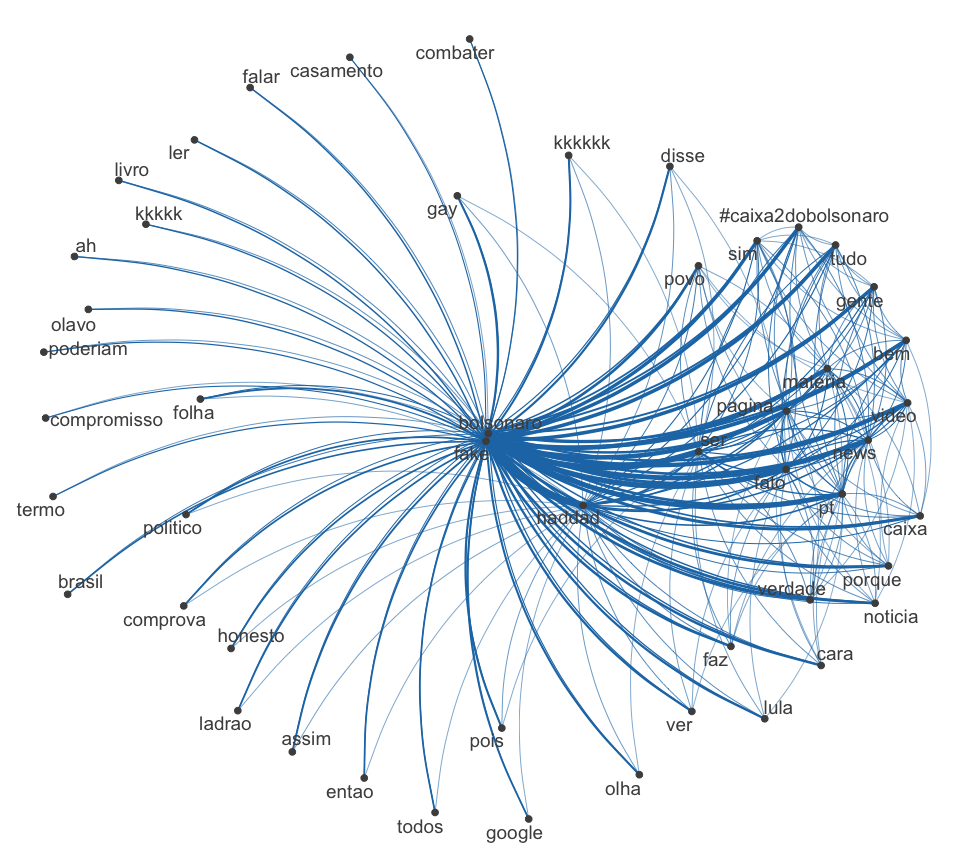 combater
casamento
falar
kkkkkk
disse
ler
livro
gay
kkkkk
#caixa2dobolsonaro
ah
sim
tudo
povo
gente
olavo
poderiam
bem
materia
folha
pagina
video
compromisso
bolsonaro
ser
fake
news
fato
termo
pt
haddad
politico
caixa
brasil
verdade
porque
comprova
noticia
honesto
cara
faz
ladrao
lula
assim
pois
ver
entao
olha
todos
google